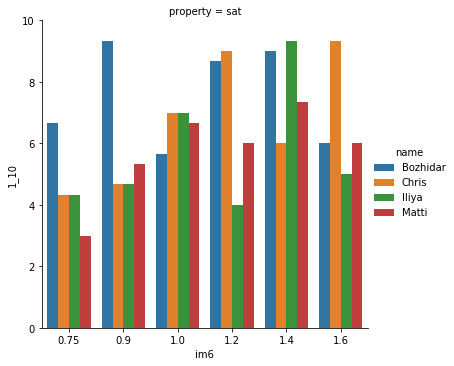 property = sat
10
8
6
4
2
0
1_10
0.75 0.9 1.0 1.2 1.4 1.6
im6
name
Bozhidar
Chris
Iliya
Matti